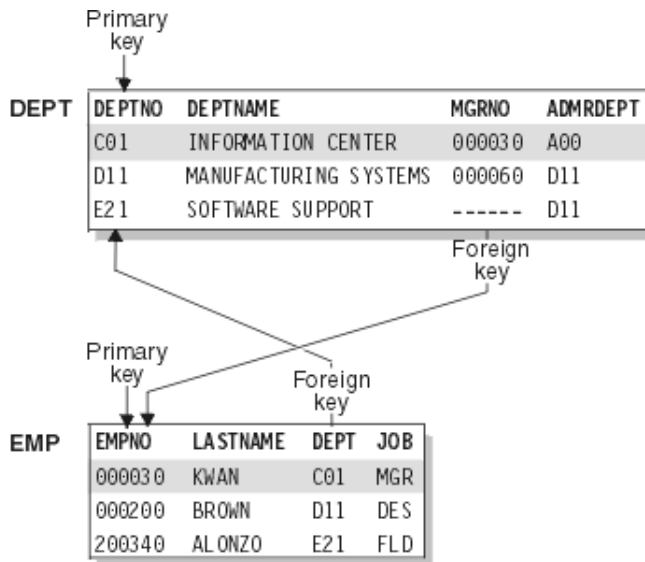 Primary
key
DEPT DEPTNO DEPTNAME MGRNO ADMRDEPT
C01 INFORMATION CENTER 000030 A00
D11 MANUFACTURING SYSTEMS 000060 D11
E21 SOFTWARE SUPPORT ------ D11
Foreign
key
Primary
key
Foreign
key
EMP EMPNO LASTNAME DEPT JOB
000030 KWAN C01 MGR
000200 BROWN D11 DES
200340 ALONZO E21 FLD